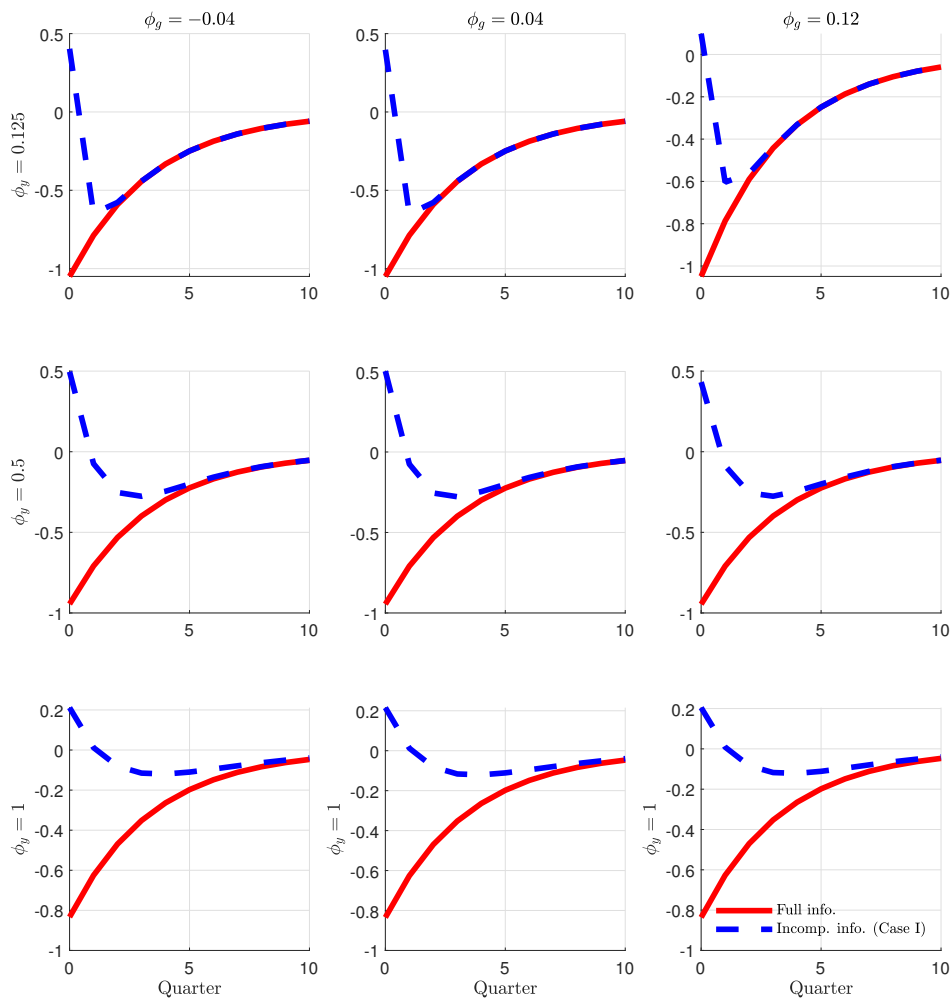 ϕ_g = −0.04
ϕ_g = 0.04
ϕ_g = 0.12
ϕ_y = 0.125
0.5
0
-0.5
-1
0 5 10
0.5
0
-0.5
-1
0 5 10
0
-0.2
-0.4
-0.6
-0.8
-1
0 5 10
ϕ_y = 0.5
0.5
0
-0.5
-1
0 5 10
0.5
0
-0.5
-1
0 5 10
0.5
0
-0.5
-1
0 5 10
ϕ_y = 1
0.2
0
-0.2
-0.4
-0.6
-0.8
-1
0 5 10
Quarter
ϕ_y = 1
0.2
0
-0.2
-0.4
-0.6
-0.8
-1
0 5 10
Quarter
ϕ_y = 1
0.2
0
-0.2
-0.4
-0.6
-0.8
-1
0 5 10
Quarter
Full info.
Incomp. info. (Case I)